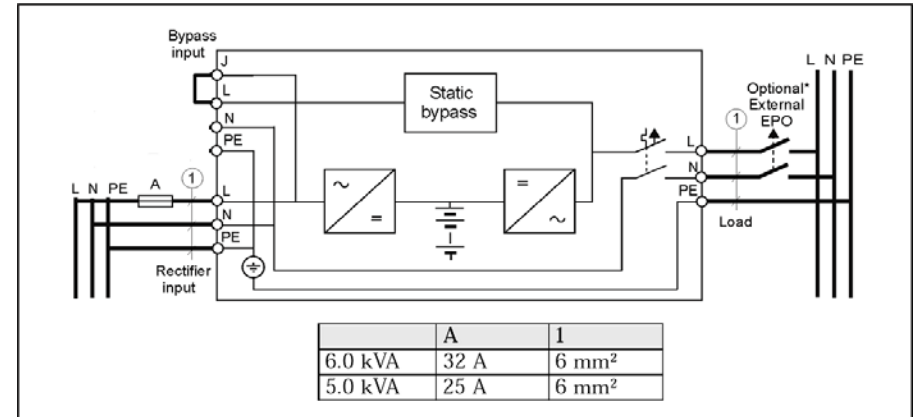 Bypass
input
J
L
N
PE
Static
bypass
L N PE
Optional*
External
EPO
1
L
N
PE
Load
L N PE
A
1
L
N
PE
Rectifier
input
~
=
=
~
A 1
6.0 kVA 32 A 6 mm²
5.0 kVA 25 A 6 mm²